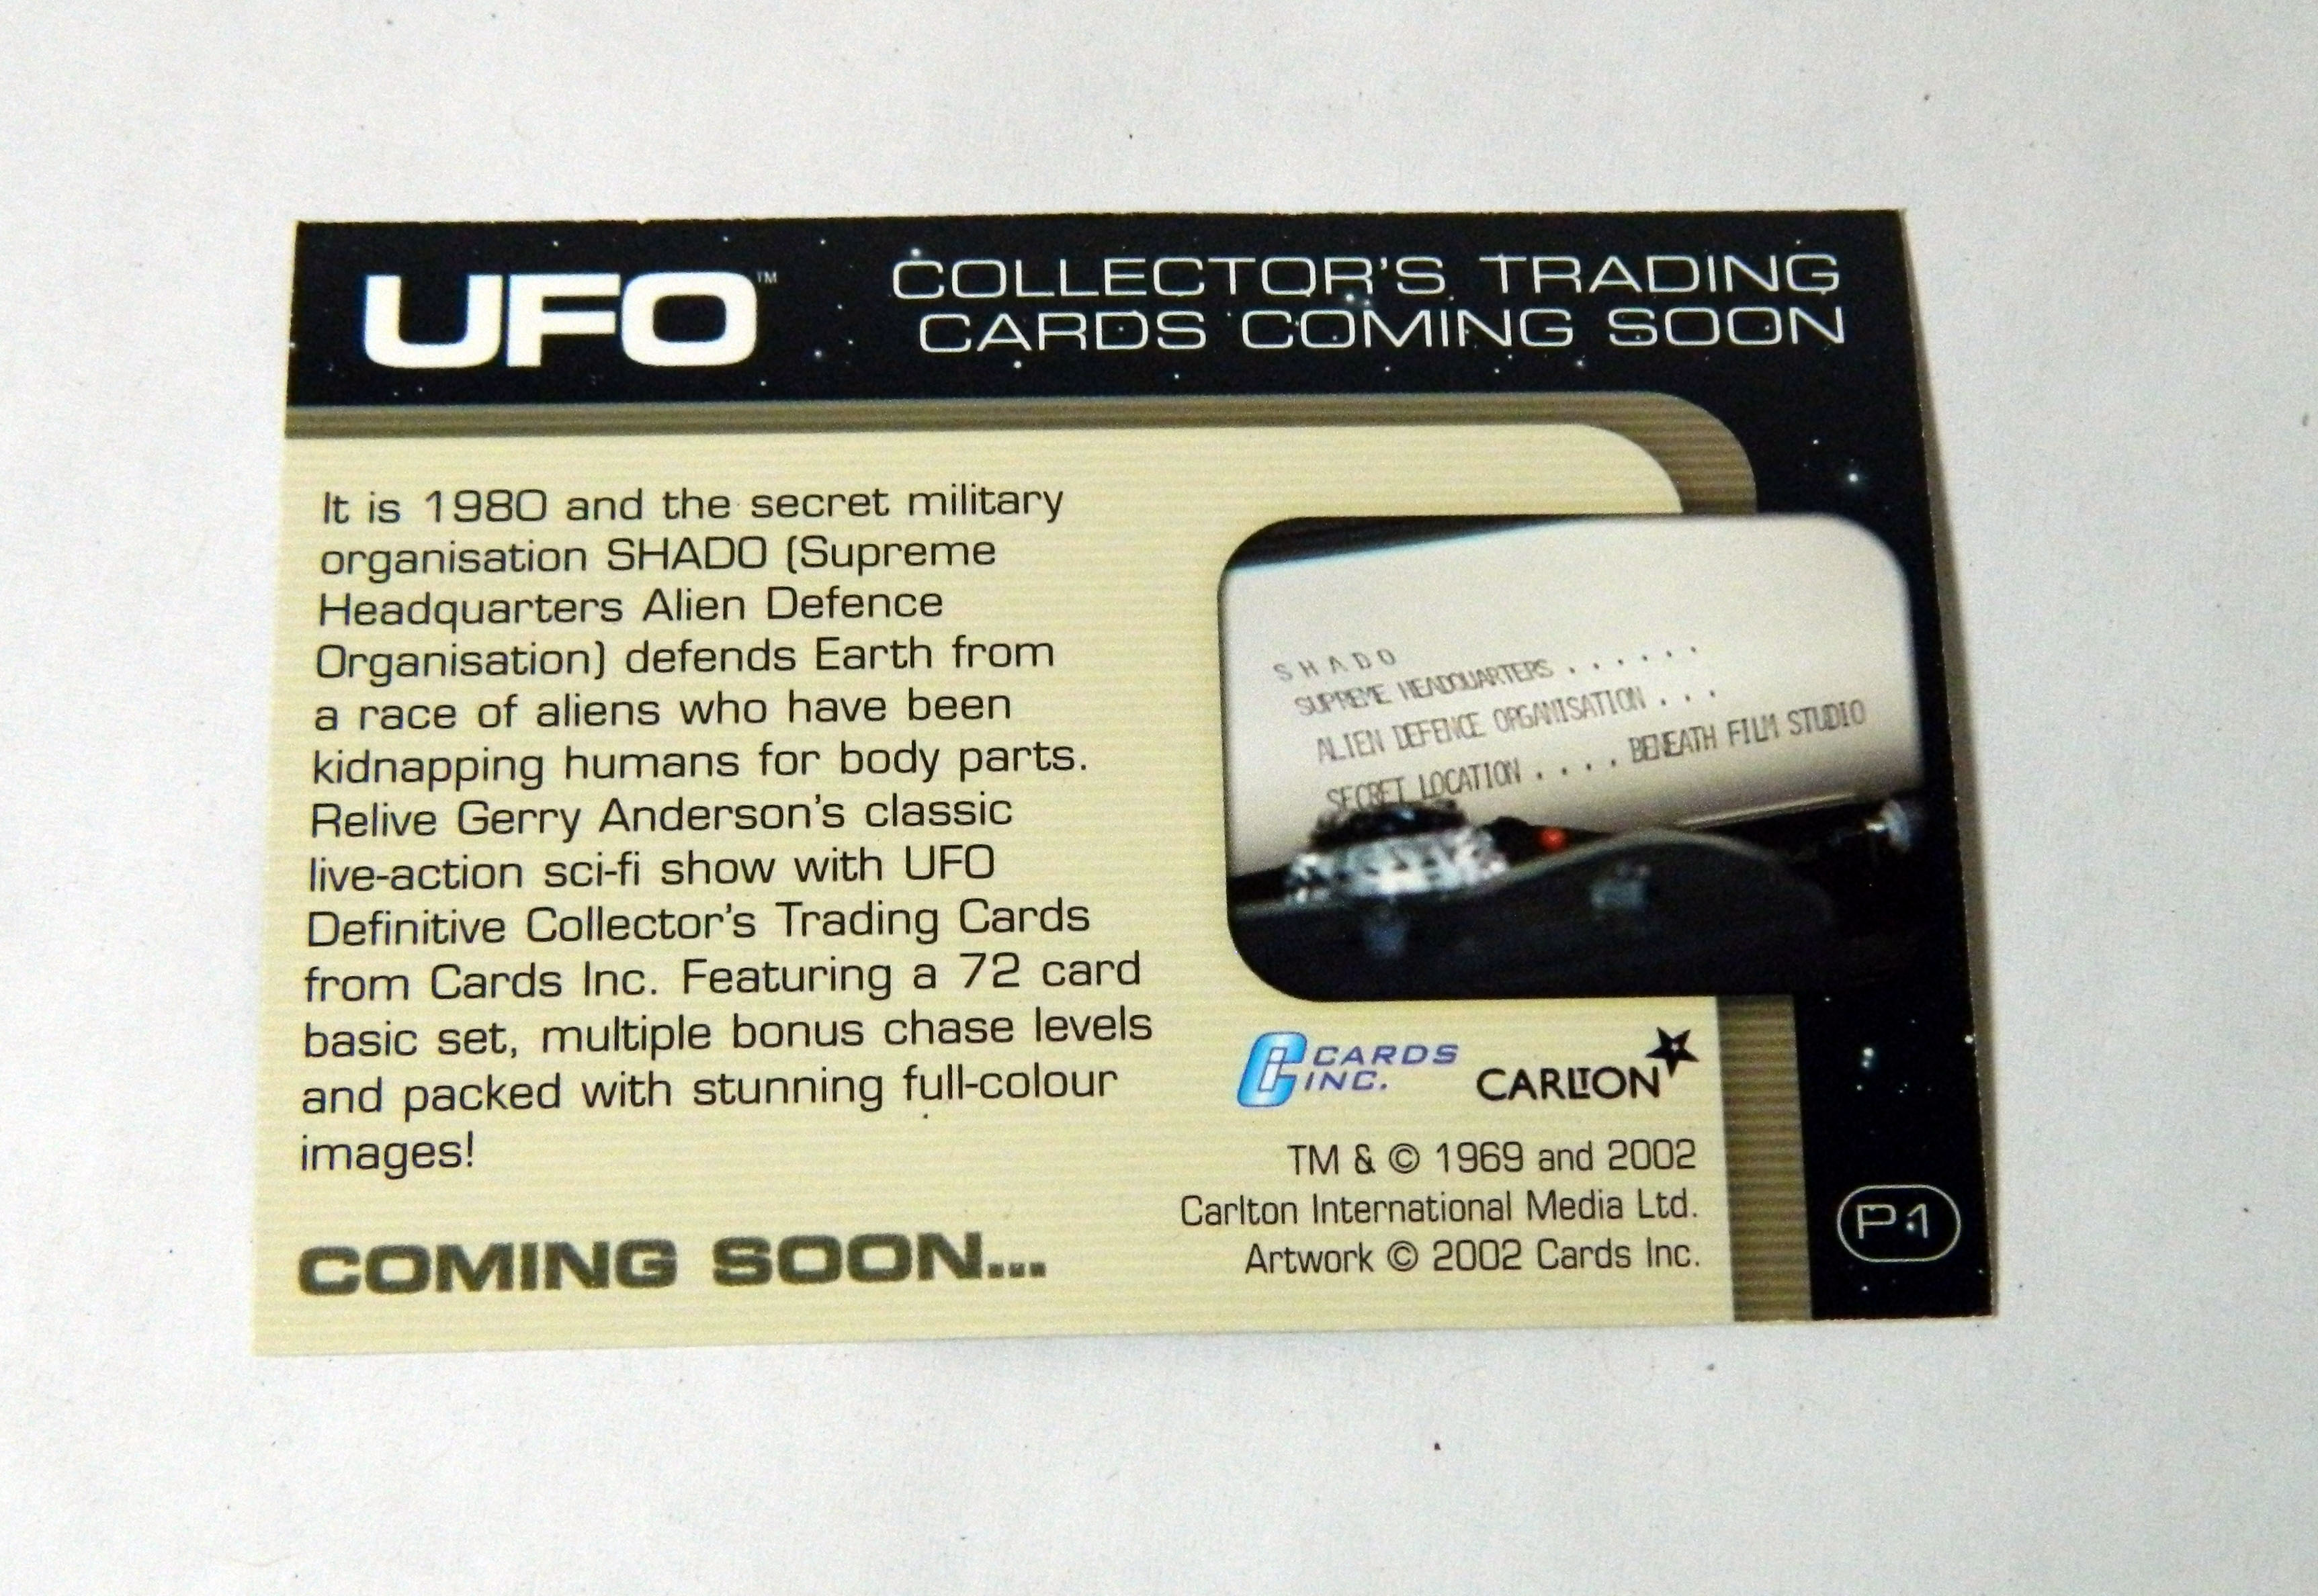 UFO™
COLLECTOR'S TRADING
CARDS COMING SOON
It is 1980 and the secret military
organisation SHADO (Supreme
Headquarters Alien Defence
Organisation) defends Earth from
a race of aliens who have been
kidnapping humans for body parts.
Relive Gerry Anderson's classic
live-action sci-fi show with UFO
Definitive Collector's Trading Cards
from Cards Inc. Featuring a 72 card
basic set, multiple bonus chase levels
and packed with stunning full-colour
images!
COMING SOON...
S H A D O
SUPREME HEADQUARTERS . . . . . .
ALIEN DEFENCE ORGANISATION . . .
SECRET LOCATION . . . . BENEATH FILM STUDIO
CARDS
INC.
CARLTON
TM & © 1969 and 2002
Carlton International Media Ltd.
Artwork © 2002 Cards Inc.
P1